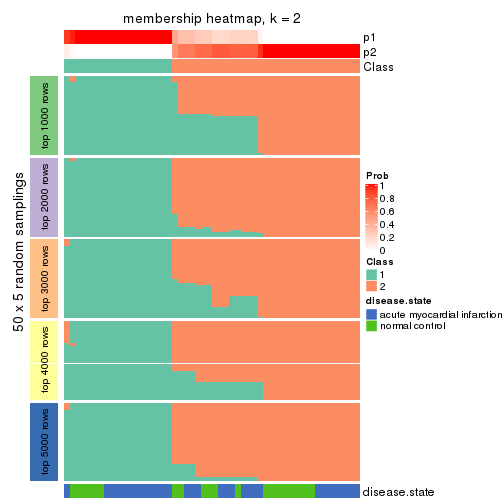 membership heatmap, k = 2
p1
p2
Class
50 x 5 random samplings
top 1000 rows
top 2000 rows
top 3000 rows
top 4000 rows
top 5000 rows
Prob
1
0.8
0.6
0.4
0.2
0
Class
1
2
disease.state
acute myocardial infarction
normal control
disease.state